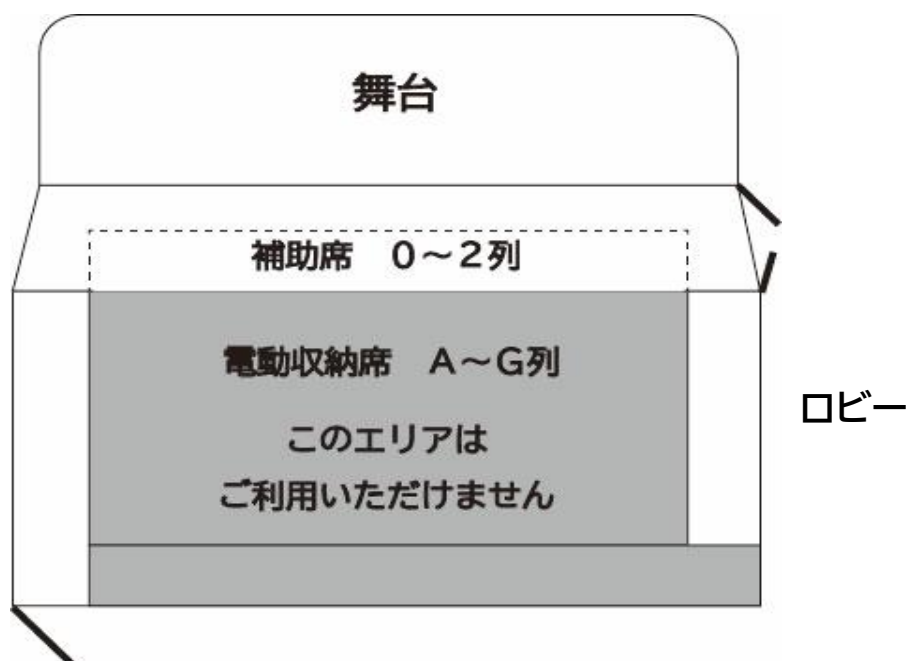 舞台
補助席　０～２列
電動収納席　Ａ～Ｇ列
ロビー
このエリアは
ご利用いただけません